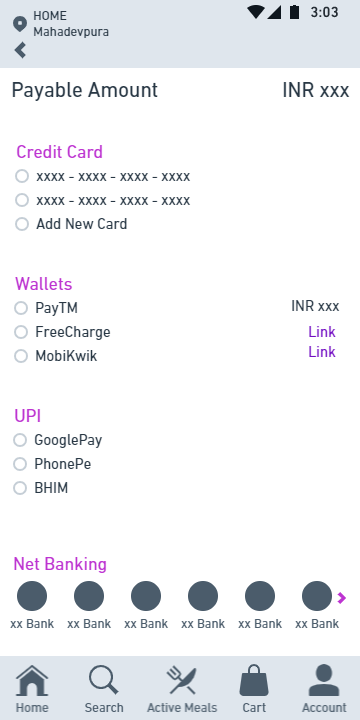 HOME
Mahadevpura
3:03
Payable Amount INR xxx
Credit Card
xxxx - xxxx - xxxx - xxxx
xxxx - xxxx - xxxx - xxxx
Add New Card
Wallets
PayTM INR xxx
FreeCharge Link
MobiKwik Link
UPI
GooglePay
PhonePe
BHIM
Net Banking
xx Bank xx Bank xx Bank xx Bank xx Bank xx Bank
Home Search Active Meals Cart Account